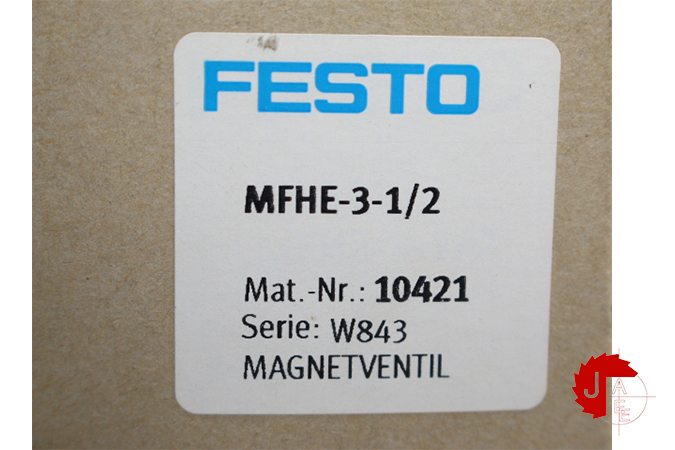 FESTO
MFHE-3-1/2
Mat.-Nr.: 10421
Serie: W843
MAGNETVENTIL
J